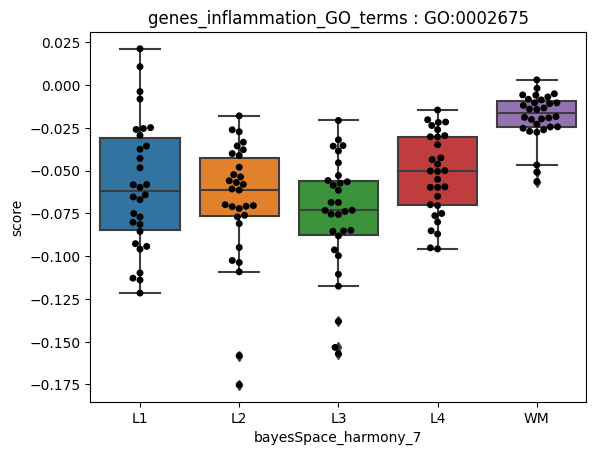 genes_inflammation_GO_terms : GO:0002675
0.025
0.000
−0.025
−0.050
−0.075
−0.100
−0.125
−0.150
−0.175
score
L1 L2 L3 L4 WM
bayesSpace_harmony_7